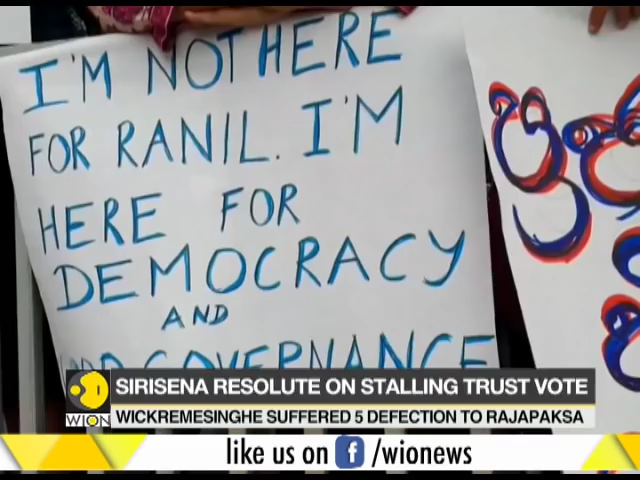 I'M NOT HERE
FOR RANIL. I'M
HERE FOR
DEMOCRACY
AND
GOVERNANCE
SIRISENA RESOLUTE ON STALLING TRUST VOTE
WION
WICKREMESINGHE SUFFERED 5 DEFECTION TO RAJAPAKSA
like us on f /wionews